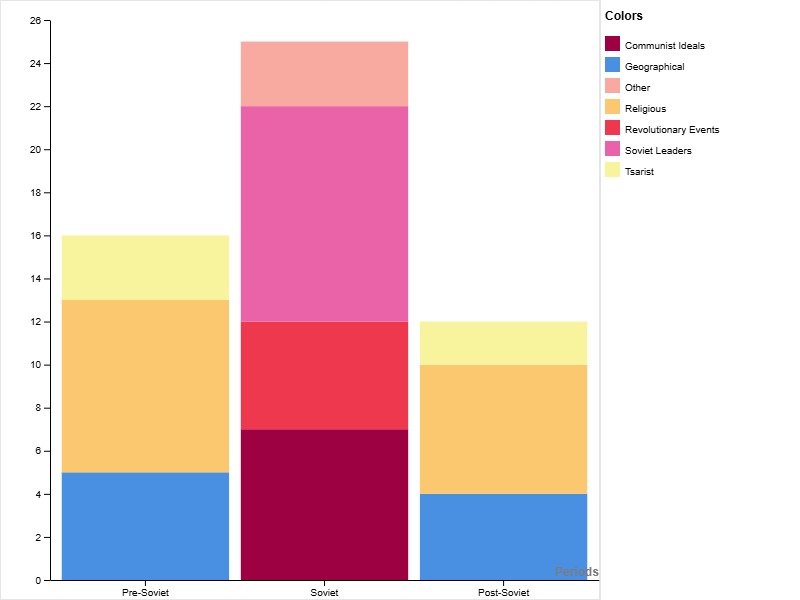 26
24
22
20
18
16
14
12
10
8
6
4
2
0
Pre-Soviet
Soviet
Post-Soviet
Periods
Colors
Communist Ideals
Geographical
Other
Religious
Revolutionary Events
Soviet Leaders
Tsarist